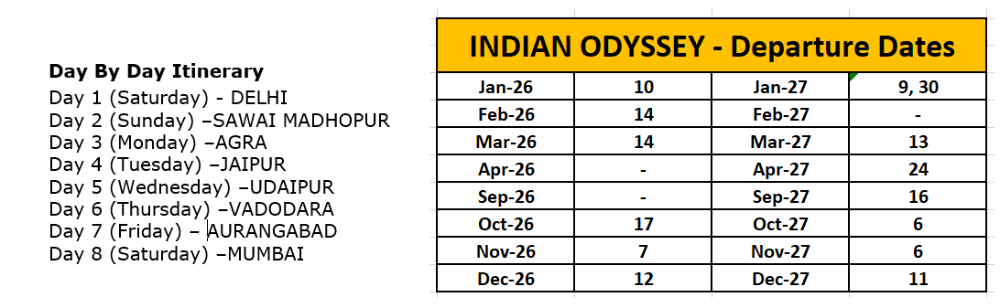 Day By Day Itinerary
Day 1 (Saturday) - DELHI
Day 2 (Sunday) –SAWAI MADHOPUR
Day 3 (Monday) –AGRA
Day 4 (Tuesday) –JAIPUR
Day 5 (Wednesday) –UDAIPUR
Day 6 (Thursday) –VADODARA
Day 7 (Friday) – AURANGABAD
Day 8 (Saturday) –MUMBAI
INDIAN ODYSSEY - Departure Dates
Jan-26 10 Jan-27 9, 30
Feb-26 14 Feb-27 -
Mar-26 14 Mar-27 13
Apr-26 - Apr-27 24
Sep-26 - Sep-27 16
Oct-26 17 Oct-27 6
Nov-26 7 Nov-27 6
Dec-26 12 Dec-27 11